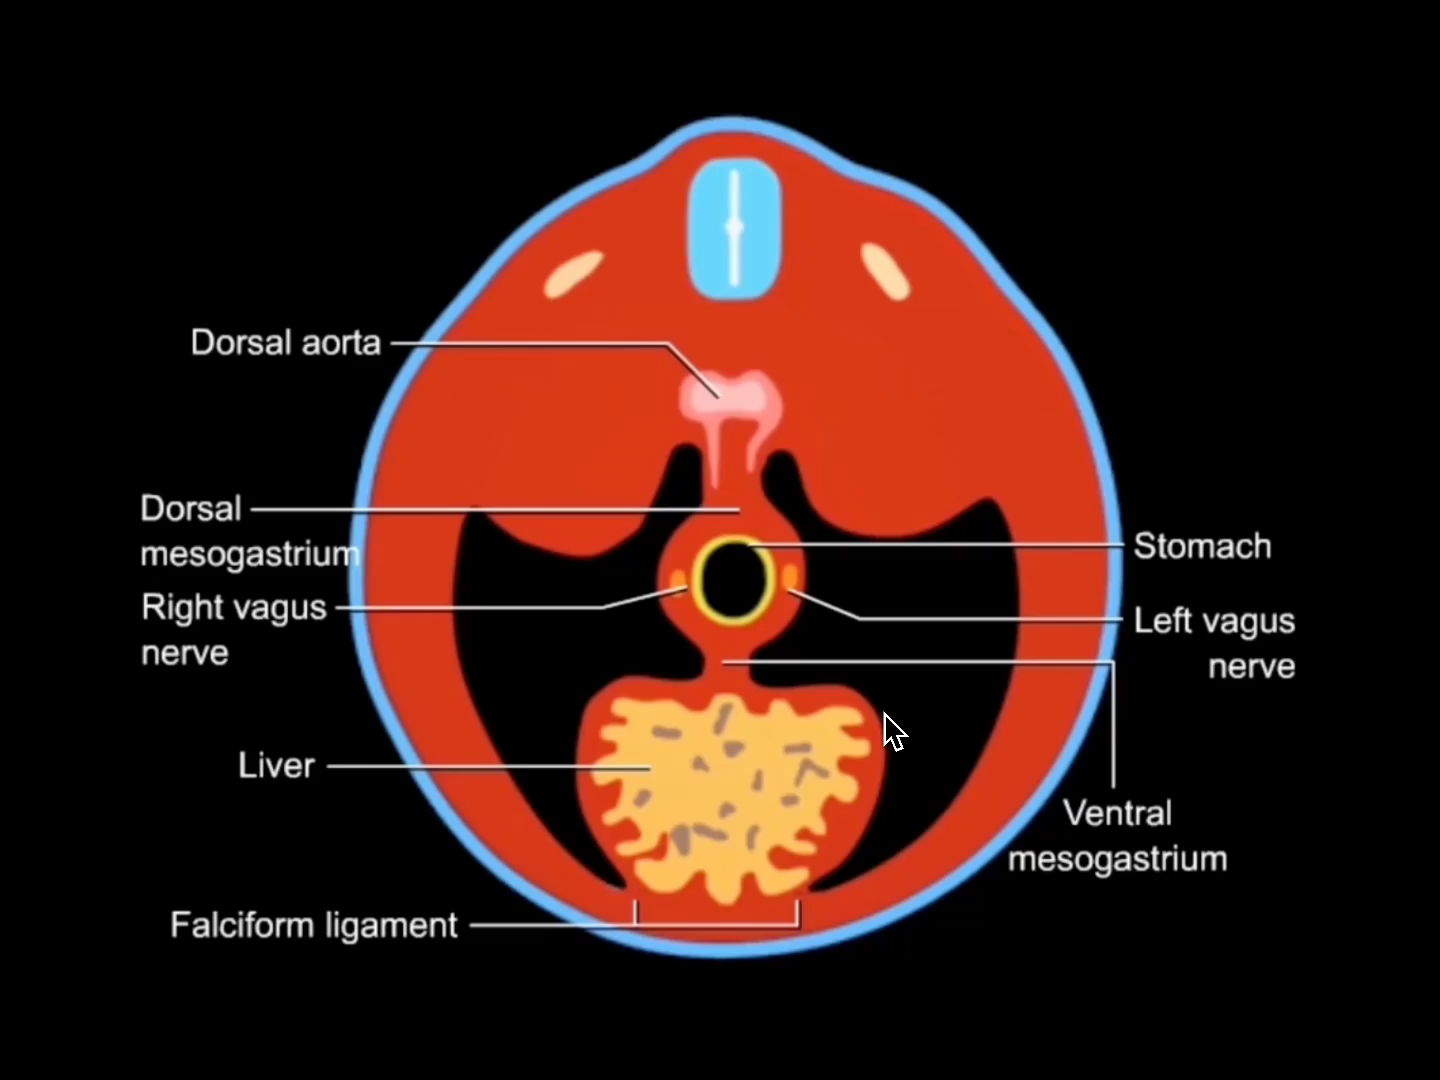 Dorsal aorta
Dorsal
mesogastrium
Right vagus
nerve
Liver
Falciform ligament
Stomach
Left vagus
nerve
Ventral
mesogastrium